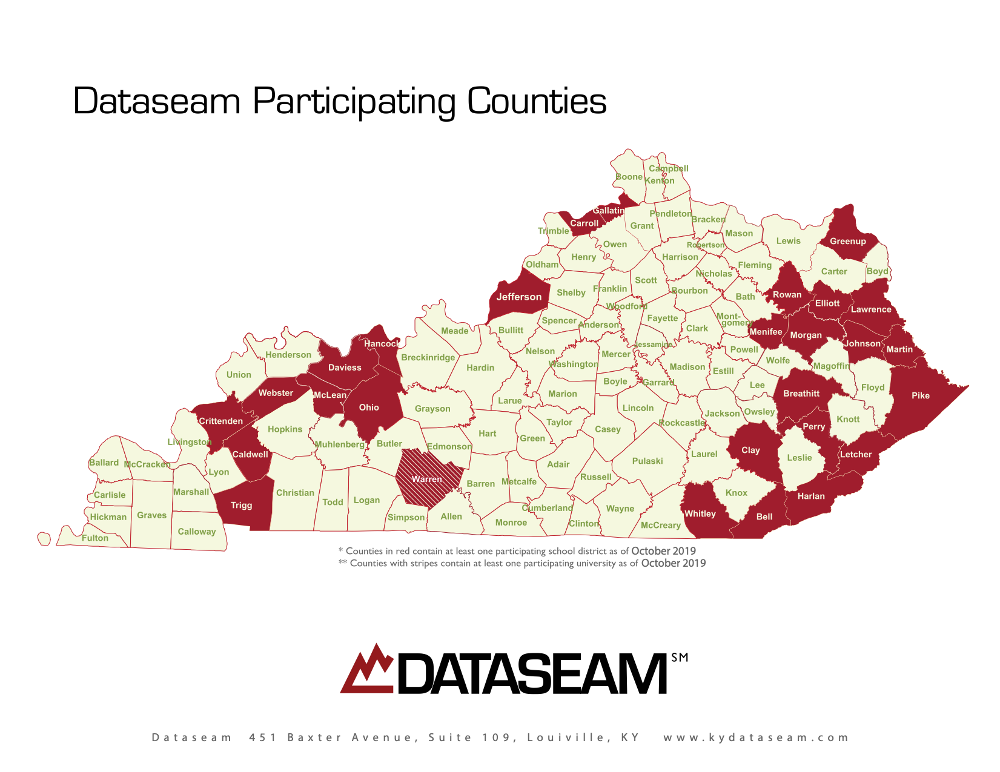 Dataseam Participating Counties
Campbell
Boone
Kenton
Gallatin
Pendleton
Bracken
Carroll
Grant
Trimble
Mason
Lewis
Greenup
Owen
Robertson
Henry
Harrison
Oldham
Fleming
Carter
Boyd
Nicholas
Scott
Franklin
Bourbon
Shelby
Jefferson
Bath
Rowan
Elliott
Woodford
Lawrence
Fayette
Mont-
gomery
Spencer
Anderson
Clark
Bullitt
Meade
Menifee
Morgan
Hancock
Jessamine
Johnson
Martin
Powell
Nelson
Henderson
Mercer
Breckinridge
Wolfe
Washington
Magoffin
Daviess
Hardin
Madison
Estill
Union
Boyle
Garrard
Lee
Floyd
Webster
McLean
Marion
Breathitt
Pike
Larue
Ohio
Grayson
Lincoln
Jackson
Owsley
Crittenden
Taylor
Rockcastle
Knott
Perry
Hopkins
Casey
Hart
Green
Livingston
Muhlenberg
Butler
Edmonson
Clay
Caldwell
Laurel
Letcher
Leslie
Ballard
McCracken
Adair
Pulaski
Lyon
Russell
Warren
Barren
Metcalfe
Marshall
Christian
Carlisle
Knox
Harlan
Logan
Todd
Trigg
Cumberland
Wayne
Whitley
Graves
Hickman
Simpson
Allen
Bell
Monroe
Clinton
McCreary
Calloway
Fulton
* Counties in red contain at least one participating school district as of October 2019
** Counties with stripes contain at least one participating university as of October 2019
DATASEAM SM
Dataseam 451 Baxter Avenue, Suite 109, Louiville, KY www.kydataseam.com